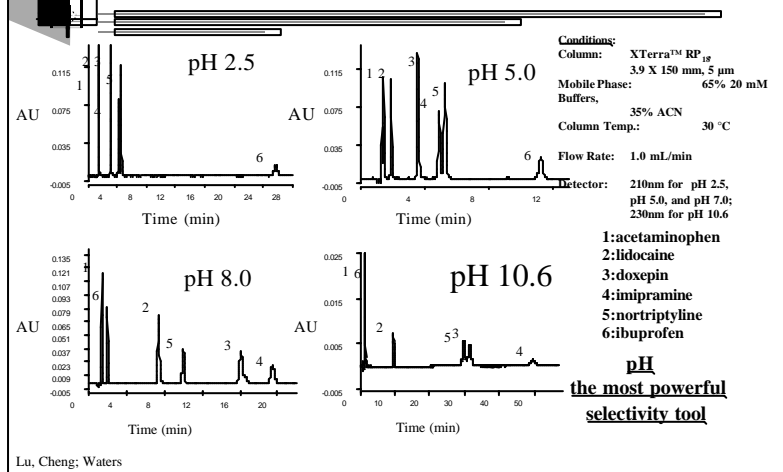 pH 2.5
AU
0.115
0.075
0.035
-0.005
2 3
1
5
4
6
0 4 8 12 16 20 24 28
Time (min)
pH 5.0
AU
0.115
0.075
0.035
-0.005
1 2
3
4
5
6
0 4 8 12
Time (min)
Conditions:
Column: XTerra™ RP18,
3.9 X 150 mm, 5 µm
Mobile Phase: 65% 20 mM
Buffers,
35% ACN
Column Temp.: 30 °C
Flow Rate: 1.0 mL/min
Detector: 210nm for pH 2.5,
pH 5.0, and pH 7.0;
230nm for pH 10.6
1:acetaminophen
2:lidocaine
3:doxepin
4:imipramine
5:nortriptyline
6:ibuprofen
pH 8.0
AU
0.135
0.121
0.107
0.093
0.079
0.065
0.051
0.037
0.023
0.009
-0.005
1
6
2
5
3
4
0 4 8 12 16 20
Time (min)
pH 10.6
AU
0.025
0.015
0.005
-0.005
1 6
2
5 3
4
0 10 20 30 40 50
Time (min)
pH
the most powerful
selectivity tool
Lu, Cheng; Waters